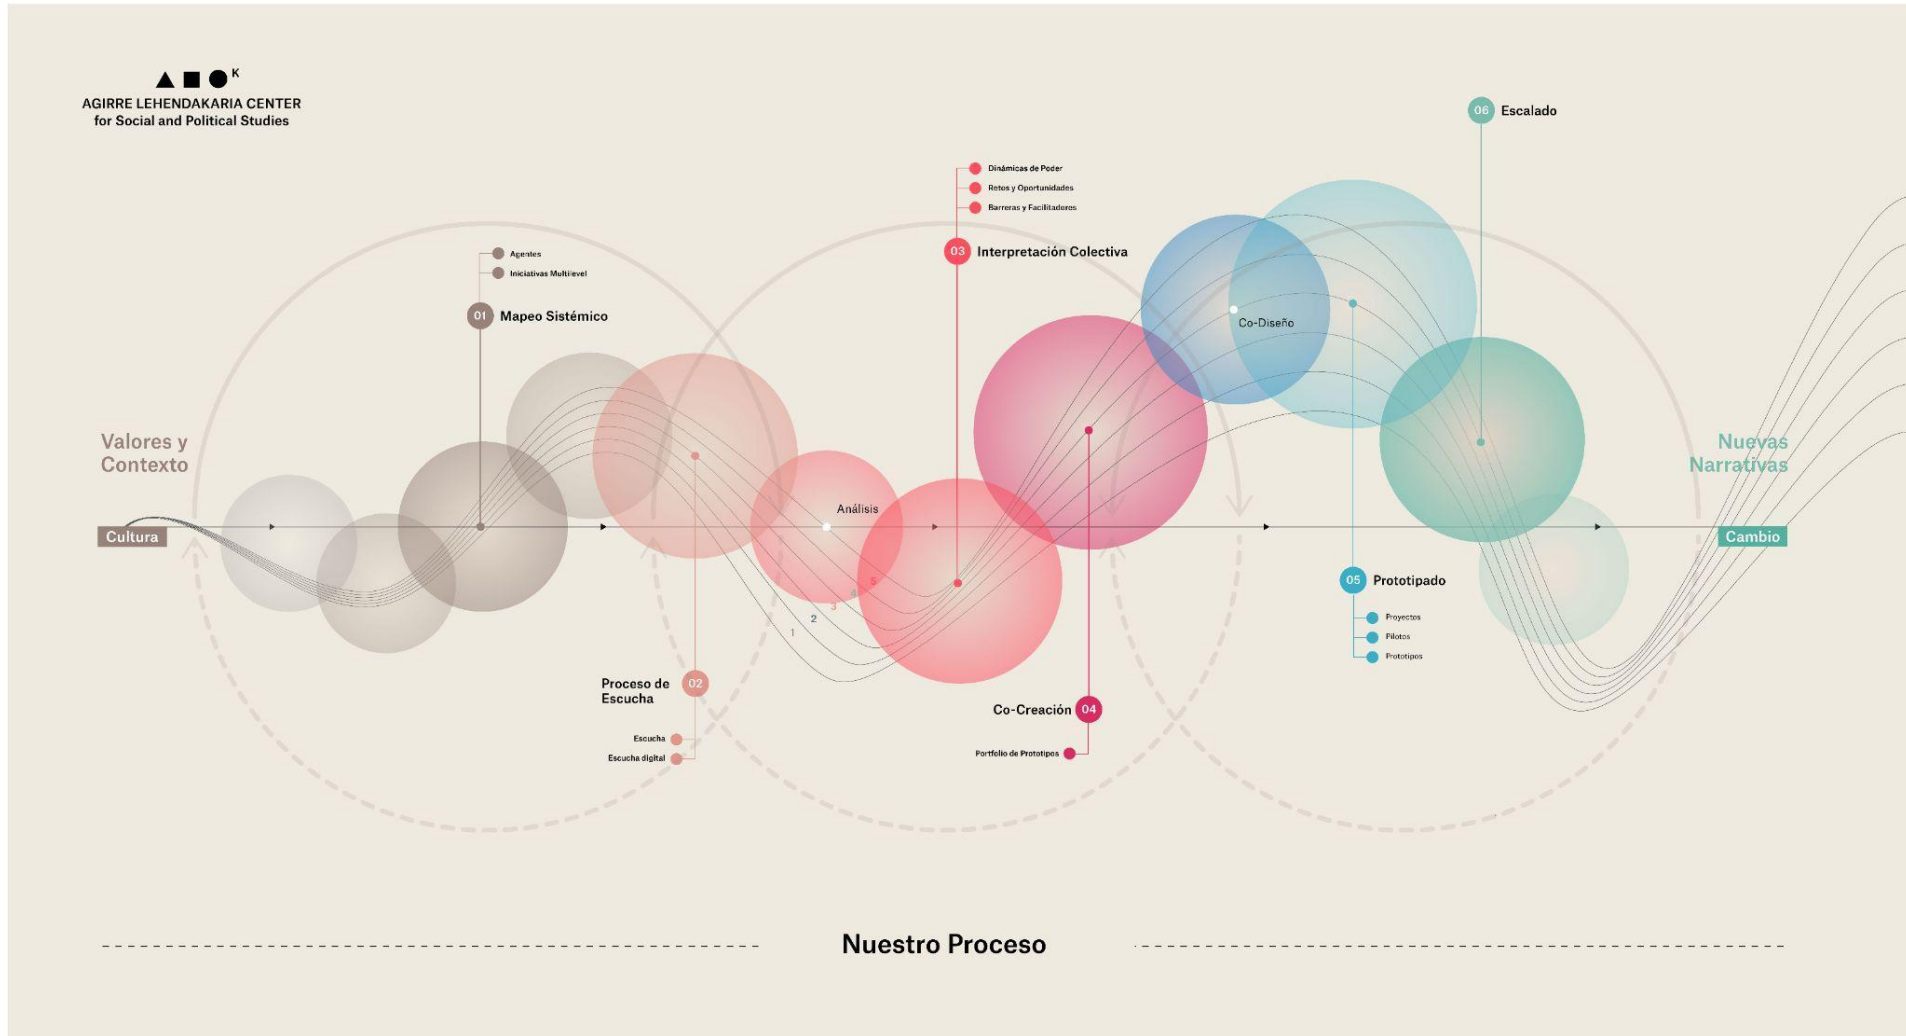 K
AGIRRE LEHENDAKARIA CENTER
for Social and Political Studies
06 Escalado
Dinámicas de Poder
Retos y Oportunidades
Barreras y Facilitadores
03 Interpretación Colectiva
Agentes
Iniciativas Multilevel
01 Mapeo Sistémico
Co-Diseño
Valores y
Contexto
Nuevas
Narrativas
Análisis
Cultura
Cambio
5
4
3
2
1
05 Prototipado
Proyectos
Pilotos
Prototipos
Proceso de
Escucha
02
Escucha
Escucha digital
Co-Creación 04
Portfolio de Prototipos
Nuestro Proceso